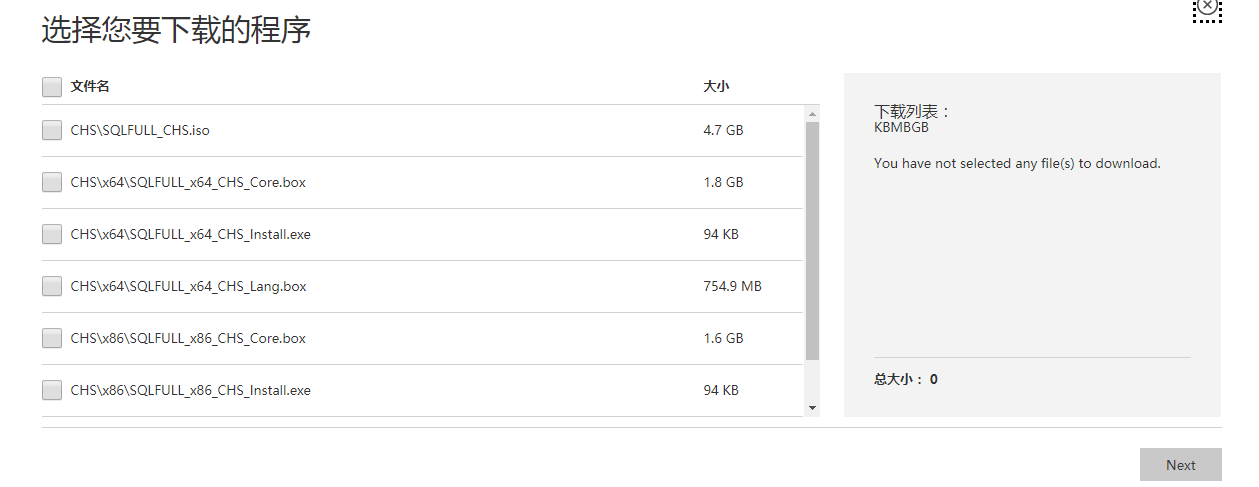 选择您要下载的程序
文件名 大小
CHS\SQLFULL_CHS.iso 4.7 GB
CHS\x64\SQLFULL_x64_CHS_Core.box 1.8 GB
CHS\x64\SQLFULL_x64_CHS_Install.exe 94 KB
CHS\x64\SQLFULL_x64_CHS_Lang.box 754.9 MB
CHS\x86\SQLFULL_x86_CHS_Core.box 1.6 GB
CHS\x86\SQLFULL_x86_CHS_Install.exe 94 KB
下载列表：
KBMBGB
You have not selected any file(s) to download.
总大小： 0
Next